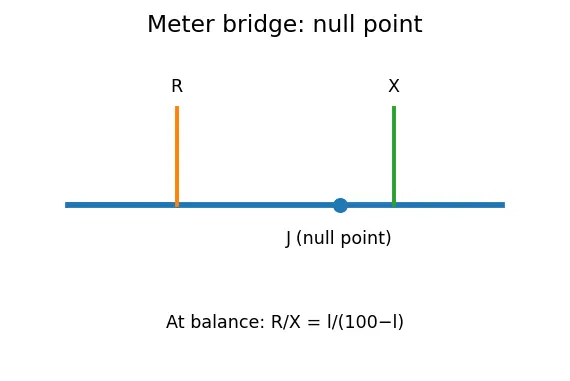 Meter bridge: null point
R
X
J (null point)
At balance: R/X = l/(100−l)